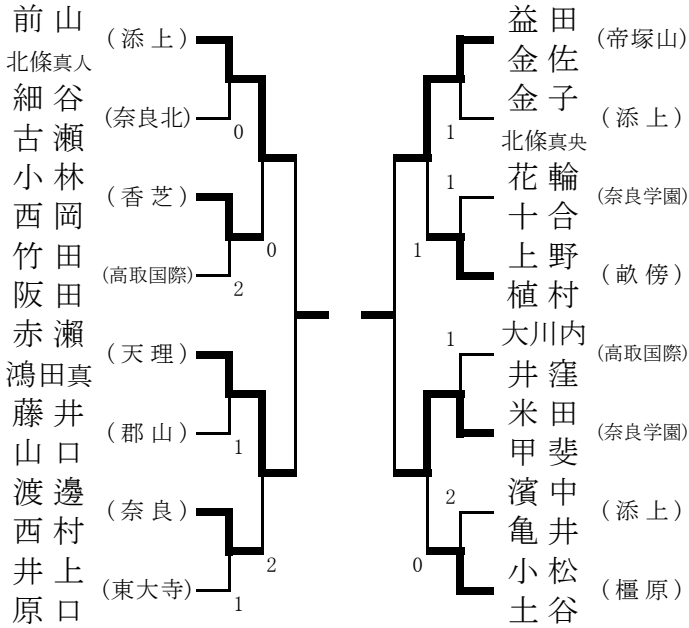 前山
(添上)
北條真人
細谷
(奈良北)
古瀬
0
小林
(香芝)
西岡
0
竹田
(高取国際)
阪田
2
赤瀬
(天理)
鴻田真
藤井
(郡山)
山口
1
渡邊
(奈良)
西村
2
井上
(東大寺)
原口
1
益田
(帝塚山)
金佐
金子
(添上)
1
北條真央
1
花輪
(奈良学園)
十合
1
上野
(畝傍)
植村
大川内
1
(高取国際)
井窪
米田
(奈良学園)
甲斐
濱中
2
(添上)
亀井
0
小松
(橿原)
土谷